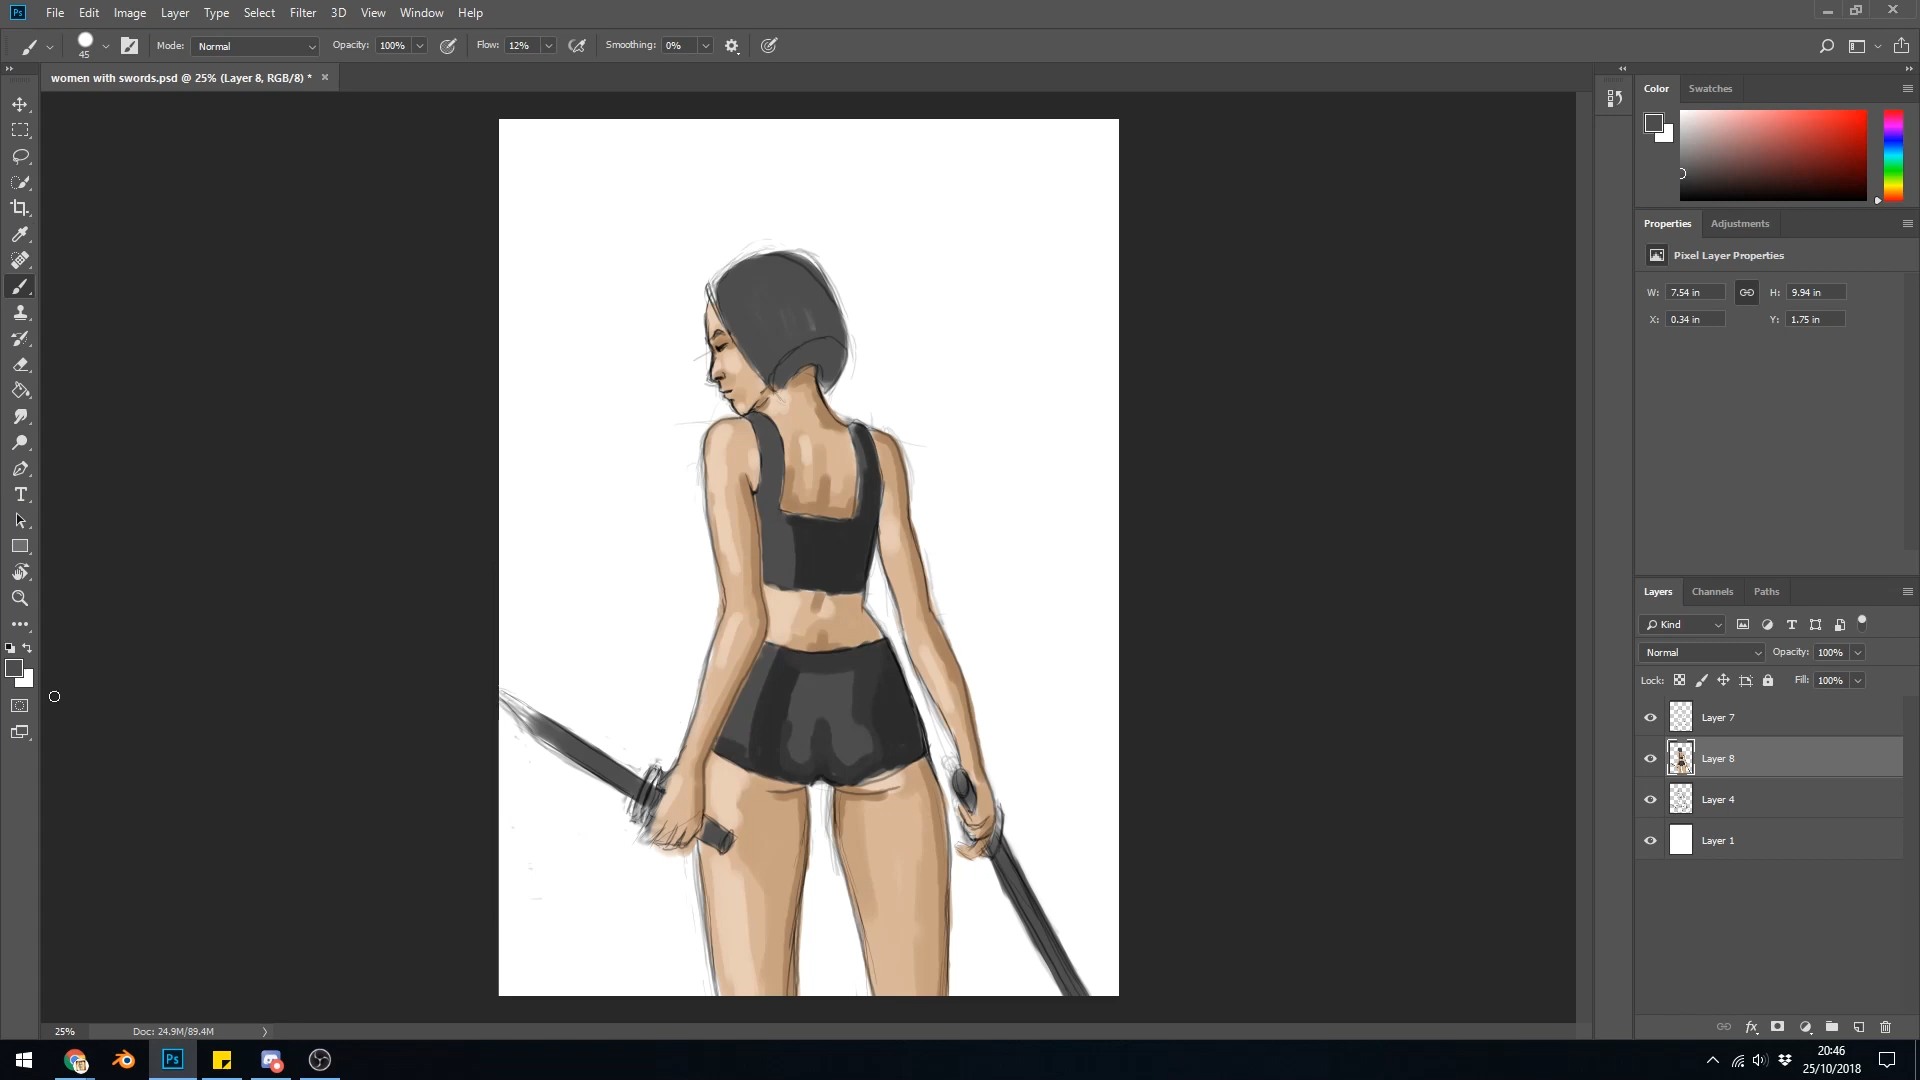 Ps File Edit Image Layer Type Select Filter 3D View Window Help
45 Mode: Normal Opacity: 100% Flow: 12% Smoothing: 0%
women with swords.psd @ 25% (Layer 8, RGB/8) *
Color Swatches
Properties Adjustments
Pixel Layer Properties
W: 7.54 in H: 9.94 in
X: 0.34 in Y: 1.75 in
Layers Channels Paths
Kind
Normal Opacity: 100%
Lock: Fill: 100%
Layer 7
Layer 8
Layer 4
Layer 1
25% Doc: 24.9M/89.4M
Ps
20:46
25/10/2018